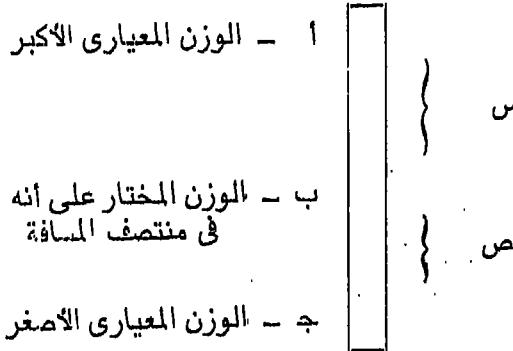 أ – الوزن المعيارى الأكبر
س
ب – الوزن المختار على أنه
فى منتصف المسافة
ص
جـ – الوزن المعيارى الأصغر